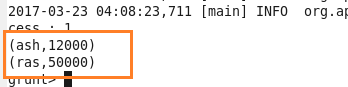 2017-03-23 04:08:23,711 [main] INFO  org.ap
cess : 1
(ash,12000)
(ras,50000)
grunt>